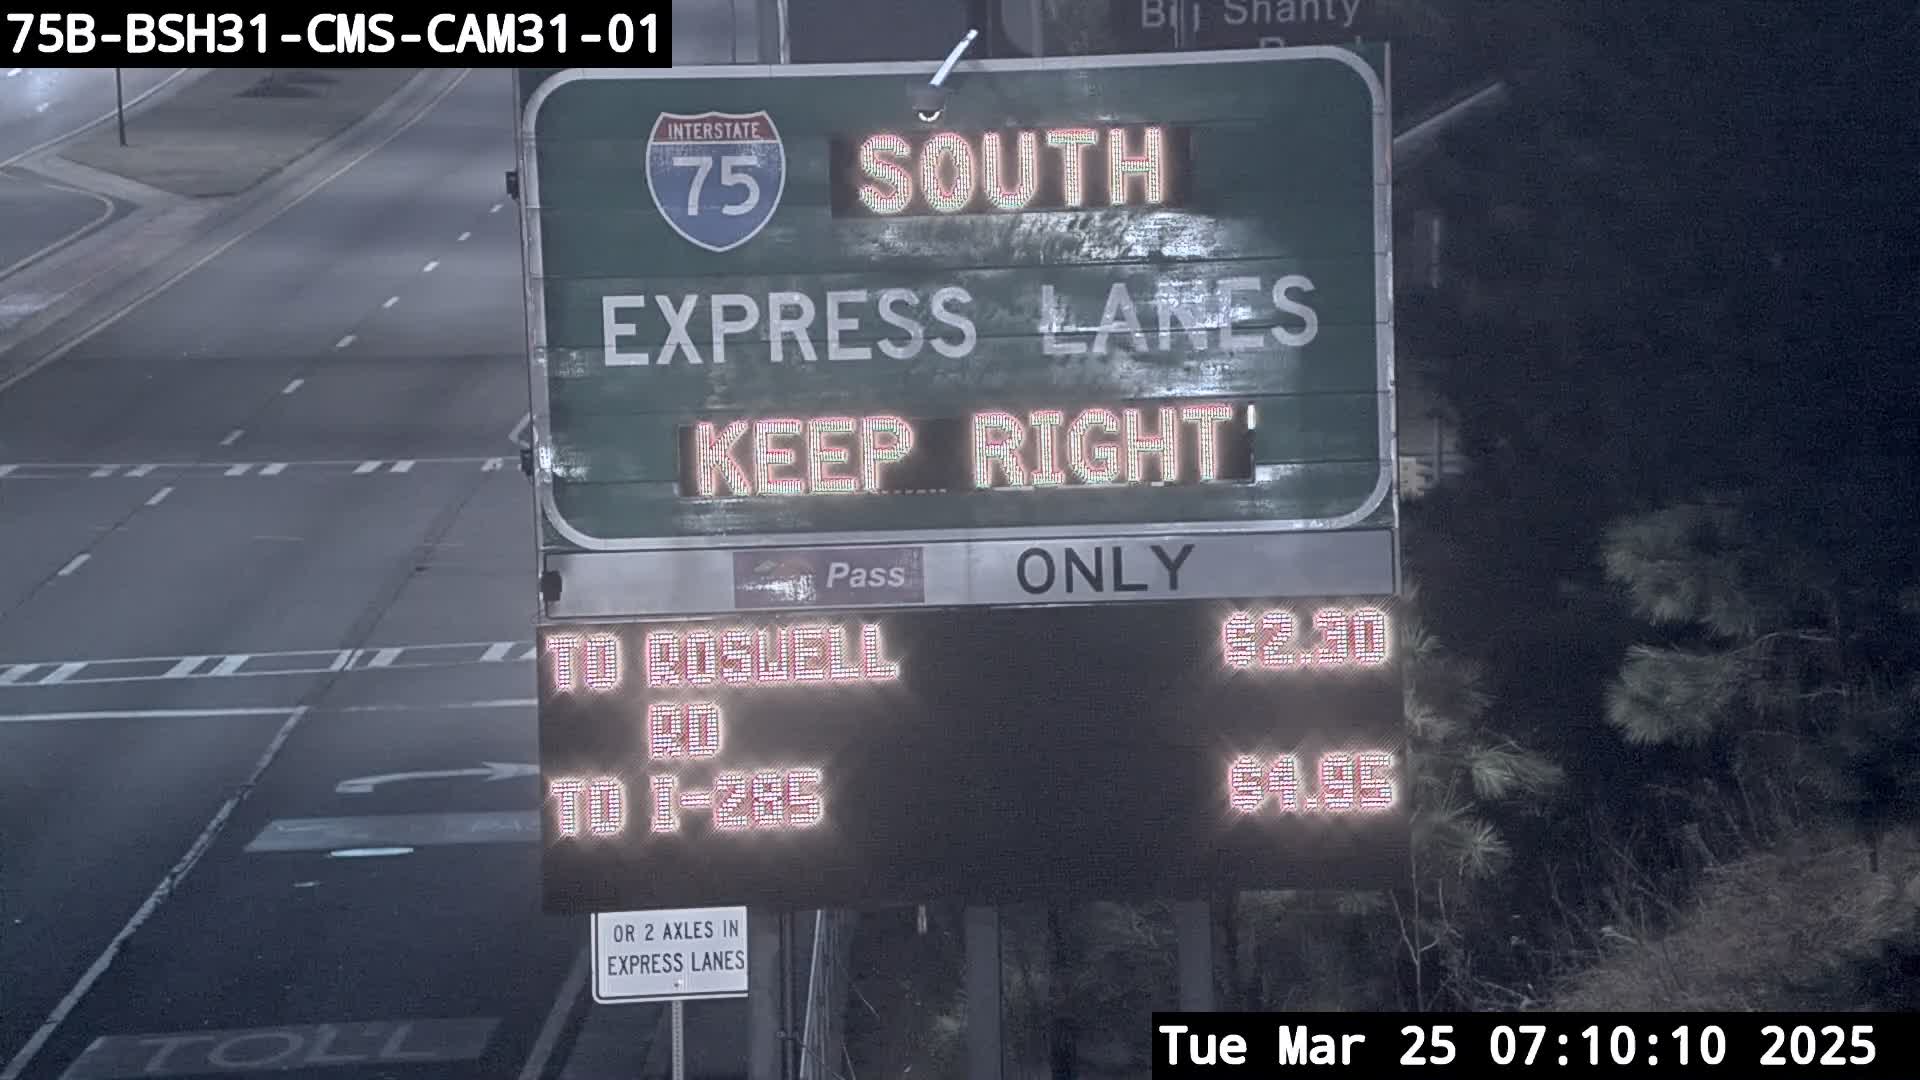 75B-BSH31-CMS-CAM31-01
Shanty
INTERSTATE
75
SOUTH
EXPRESS LANES
KEEP RIGHT
Pass
ONLY
TO ROSWELL $2.30
RD
TO I-285 $4.95
OR 2 AXLES IN
EXPRESS LANES
TOLL
Tue Mar 25 07:10:10 2025